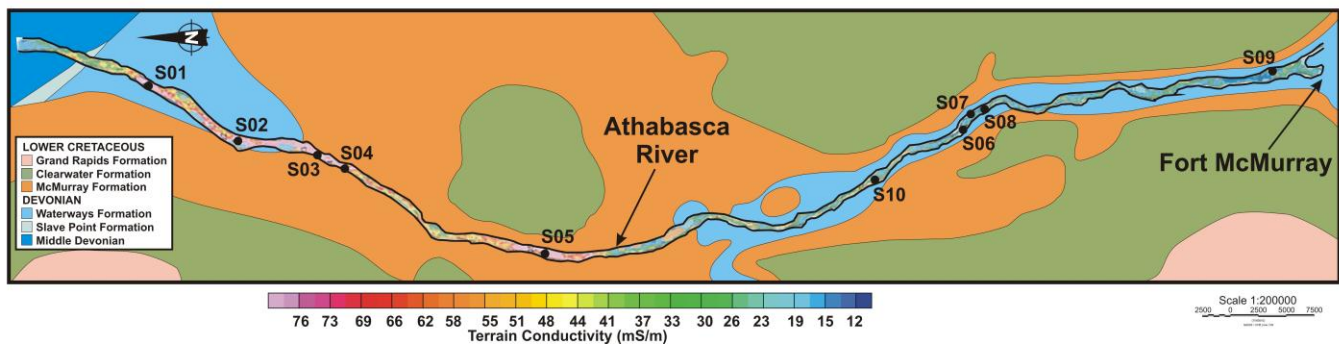 N
S01
S02
S03
S04
S05
Athabasca
River
S10
S06
S07
S08
S09
Fort McMurray
LOWER CRETACEOUS
Grand Rapids Formation
Clearwater Formation
McMurray Formation
DEVONIAN
Waterways Formation
Slave Point Formation
Middle Devonian
76 73 69 66 62 58 55 51 48 44 41 37 33 30 26 23 19 15 12
Terrain Conductivity (mS/m)
Scale 1:200000
2500 0 2500 5000 7500